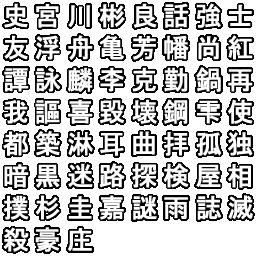 史宮川彬良話強士
友浮舟亀芳幡尚紅
譚詠麟李克勤鍋再
我謳喜毀壊鋼雫使
都築淋耳曲拝孤独
暗黒迷路探検屋相
撲杉圭嘉謎雨誌滅
殺豪庄